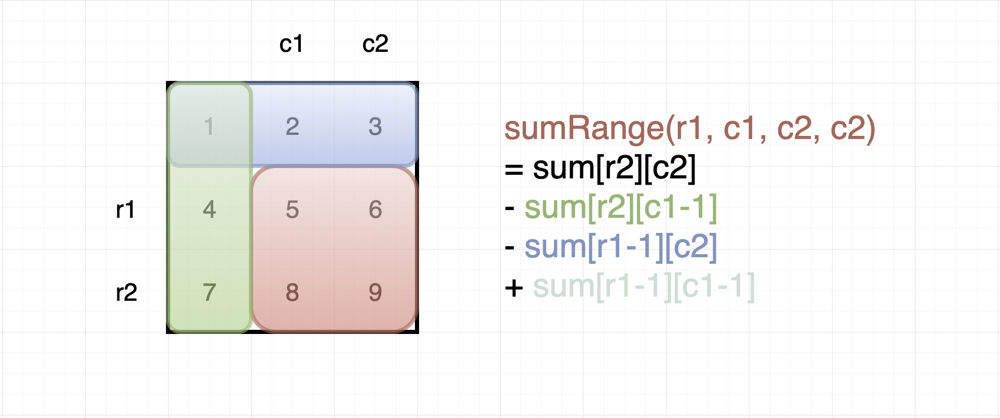 c1 c2
1 2 3
r1 4 5 6
r2 7 8 9
sumRange(r1, c1, c2, c2)
= sum[r2][c2]
- sum[r2][c1-1]
- sum[r1-1][c2]
+ sum[r1-1][c1-1]